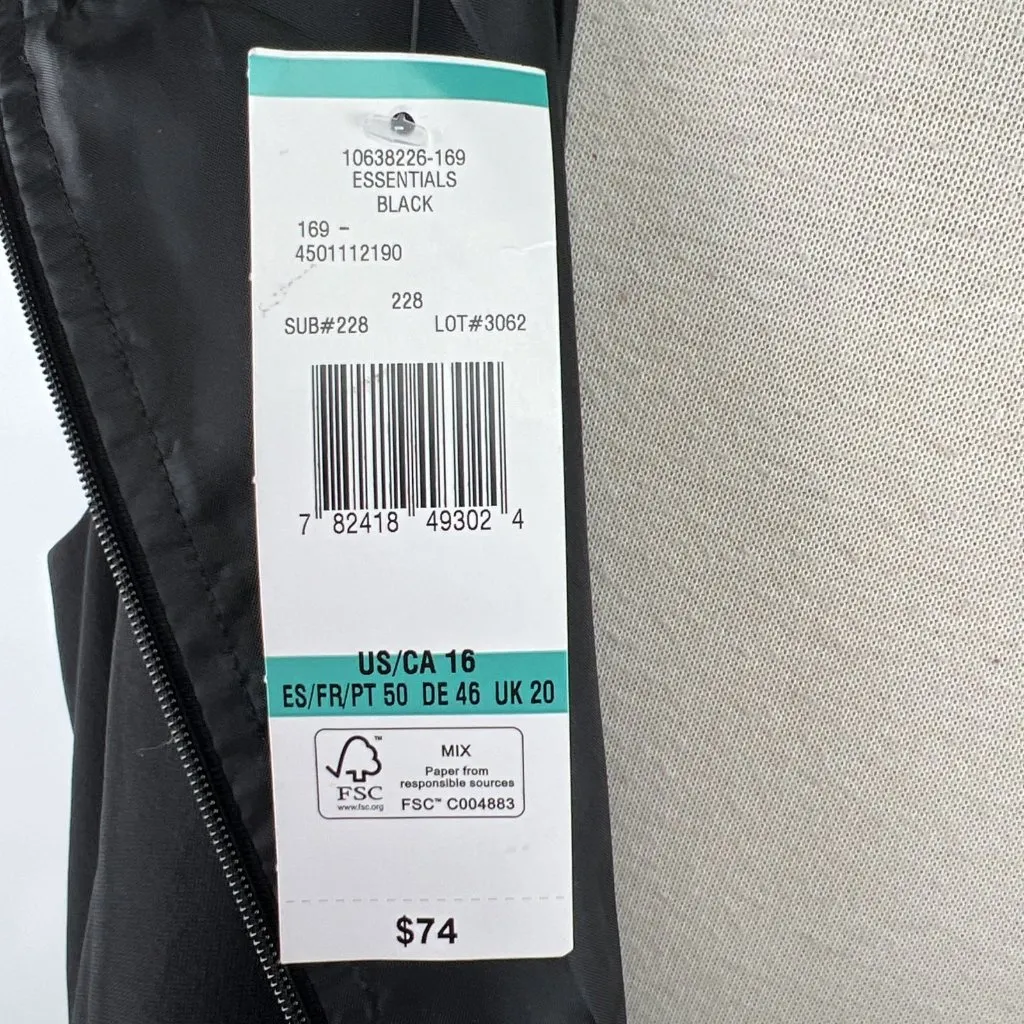 10638226-169
ESSENTIALS
BLACK
169 -
4501112190
228
SUB#228 LOT#3062
7 82418 49302 4
US/CA 16
ES/FR/PT 50 DE 46 UK 20
FSC™
www.fsc.org
MIX
Paper from
responsible sources
FSC™ C004883
$74